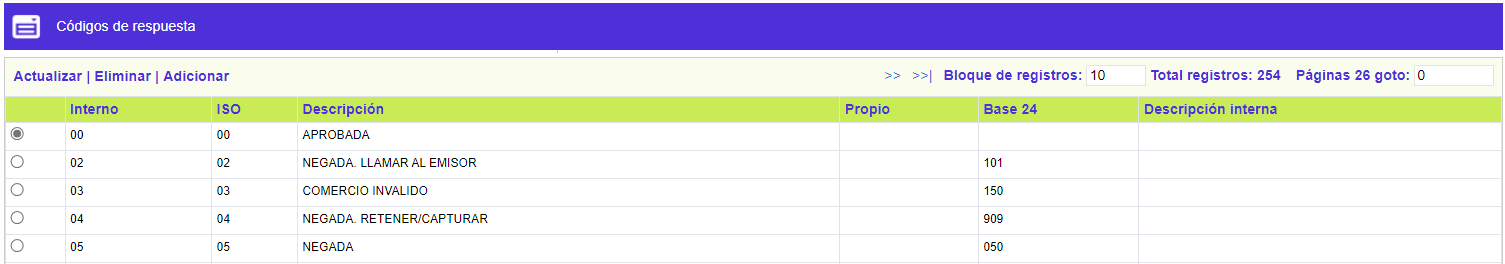 Códigos de respuesta
Actualizar | Eliminar | Adicionar >> >>| Bloque de registros: 10 Total registros: 254 Páginas 26 goto: 0
Interno ISO Descripción Propio Base 24 Descripción interna
00 00 APROBADA
02 02 NEGADA. LLAMAR AL EMISOR 101
03 03 COMERCIO INVALIDO 150
04 04 NEGADA. RETENER/CAPTURAR 909
05 05 NEGADA 050